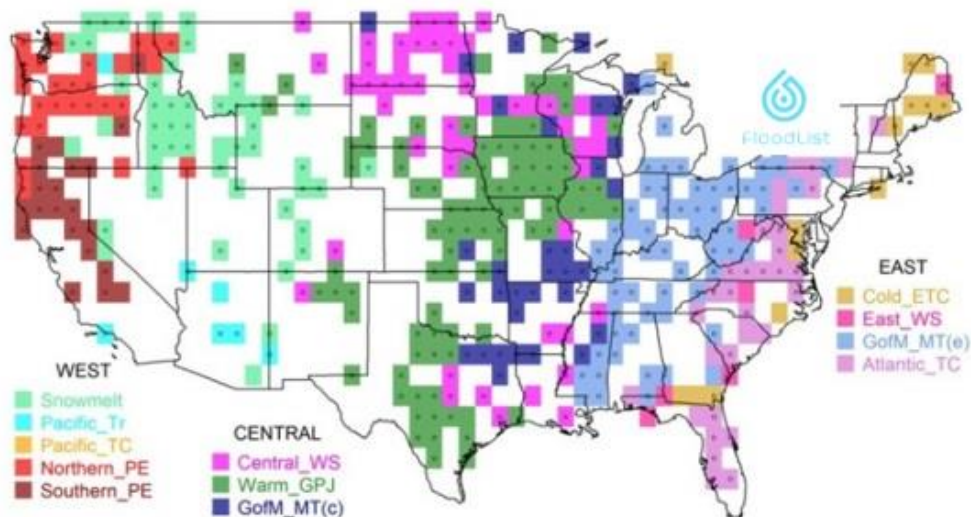 FloodList
WEST
Snowmelt
Pacific_Tr
Pacific_TC
Northern_PE
Southern_PE
CENTRAL
Central_WS
Warm_GPJ
GofM_MT(c)
EAST
Cold_ETC
East_WS
GofM_MT(e)
Atlantic_TC